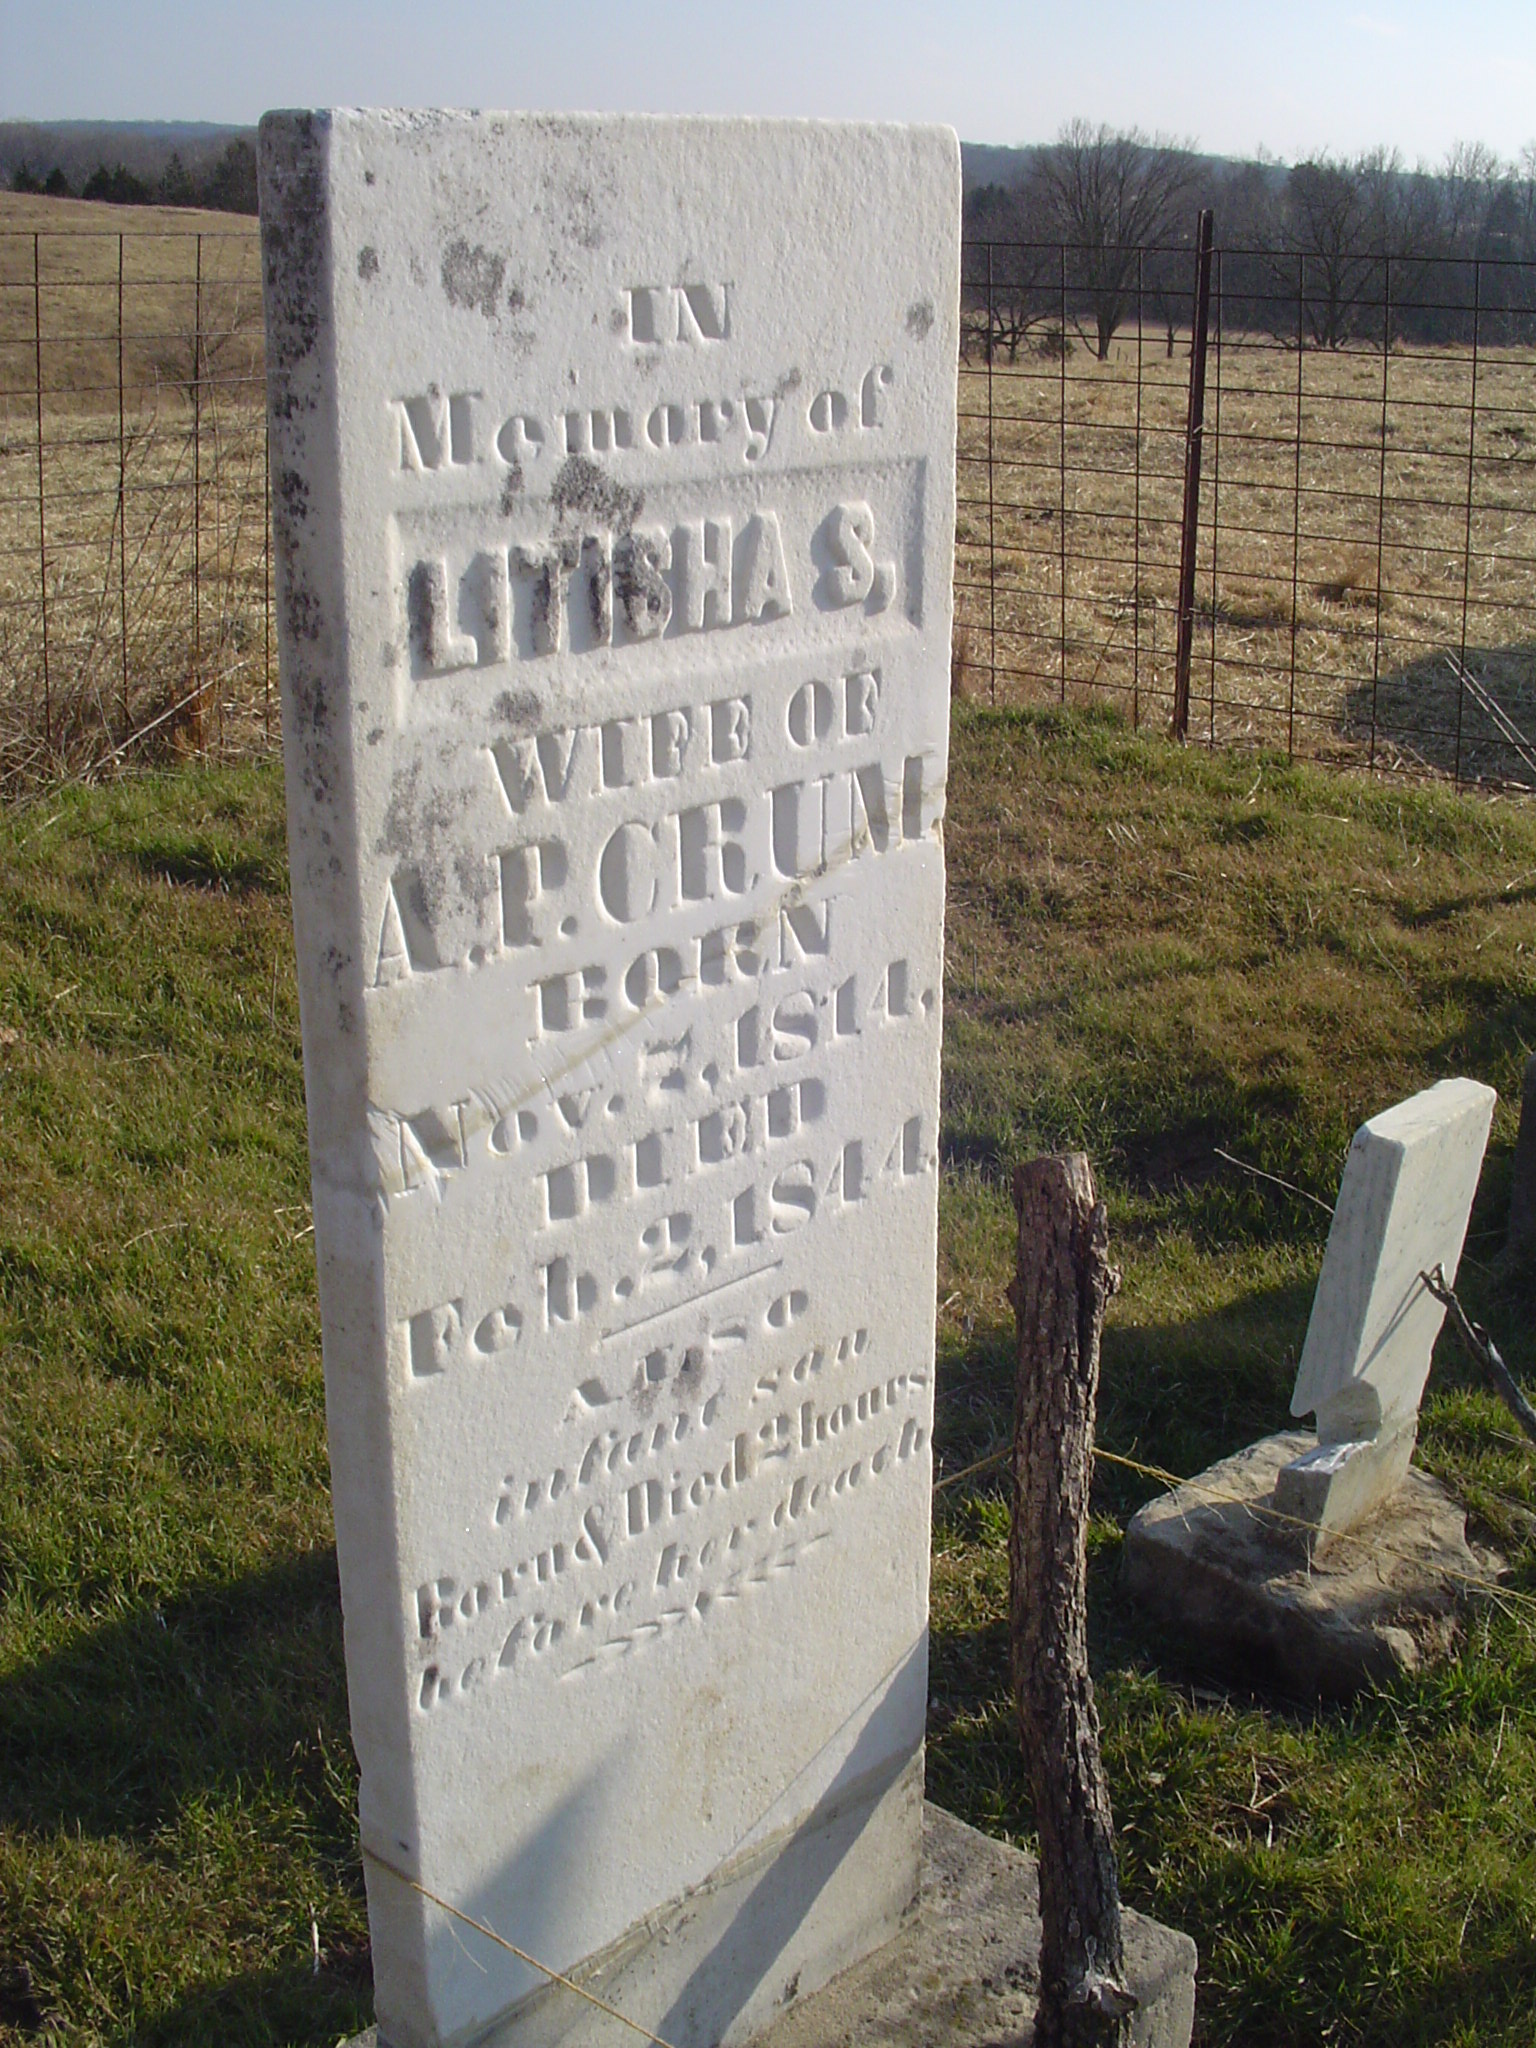 IN
Memory of
LITISHA S,
WIFE OF
A.P. CRUM
BORN
Nov. 7, 1814.
DIED
Feb. 2, 1844.
ALSO
infant son
Born & Died 2 hours
before her death